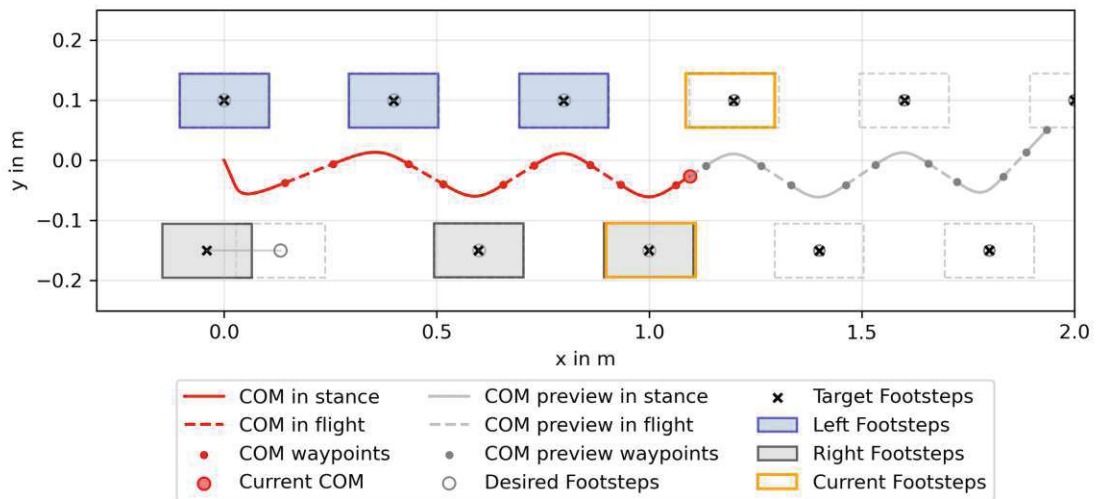 0.2
0.1
0.0
−0.1
−0.2
y in m
0.0 0.5 1.0 1.5 2.0
x in m
COM in stance COM preview in stance Target Footsteps
COM in flight COM preview in flight Left Footsteps
COM waypoints COM preview waypoints Right Footsteps
Current COM Desired Footsteps Current Footsteps